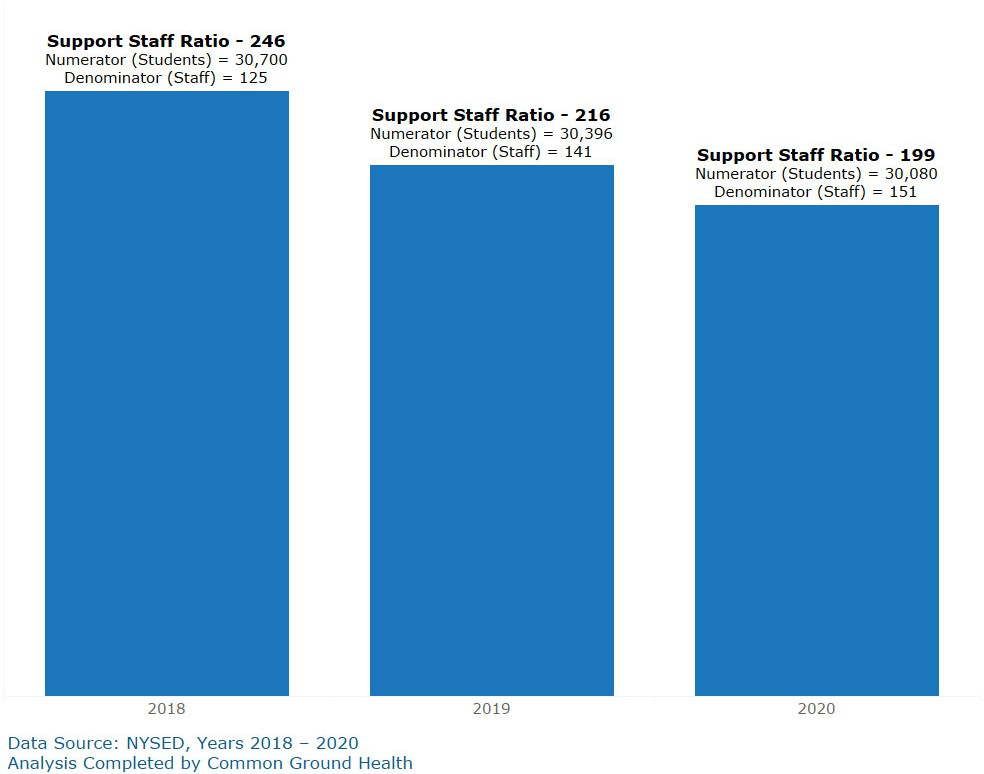 Support Staff Ratio - 246
Numerator (Students) = 30,700
Denominator (Staff) = 125
Support Staff Ratio - 216
Numerator (Students) = 30,396
Denominator (Staff) = 141
Support Staff Ratio - 199
Numerator (Students) = 30,080
Denominator (Staff) = 151
2018
2019
2020
Data Source: NYSED, Years 2018 – 2020
Analysis Completed by Common Ground Health